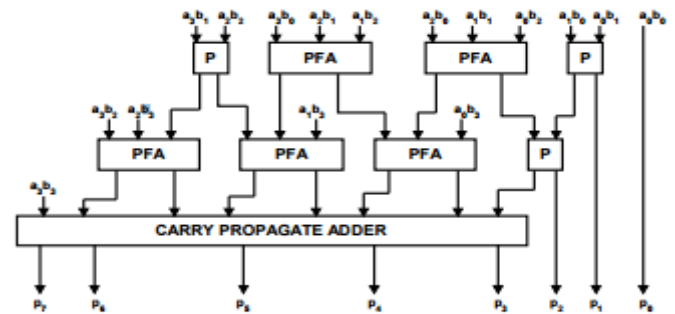 a₃b₁ a₂b₂ a₃b₀ a₂b₁ a₁b₂ a₂b₀ a₁b₁ a₀b₂ a₁b₀ a₀b₁ a₀b₀
P PFA PFA P
a₃b₂ a₂b₃ a₁b₃ a₀b₃
PFA PFA PFA P
a₃b₃
CARRY PROPAGATE ADDER
p₇ p₆ p₅ p₄ p₃ p₂ p₁ p₀